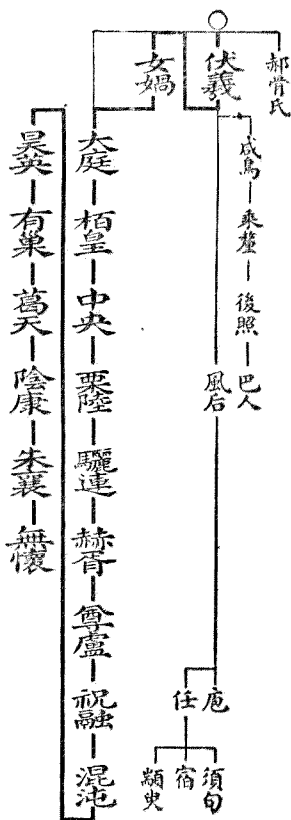 郝骨氏
伏羲
女媧
咸鳥
乘釐
後照
巴人
風后
庖
任
須句
宿
顓臾
大庭
栢皇
中央
栗陸
驪連
赫胥
尊盧
祝融
混沌
昊英
有巢
葛天
陰康
朱襄
無懷